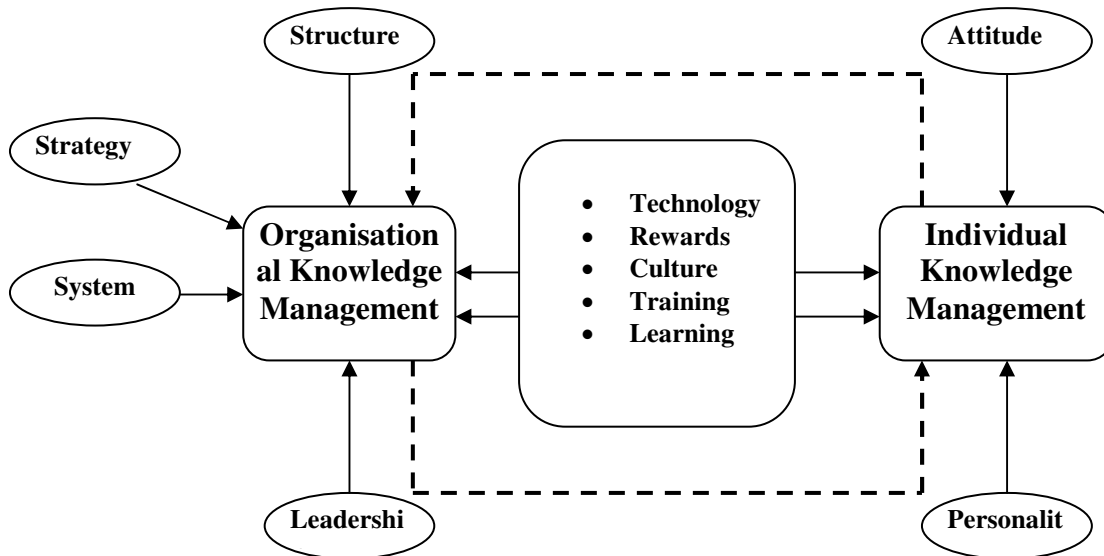 Structure
Attitude
Strategy
System
Organisation
al Knowledge
Management
• Technology
• Rewards
• Culture
• Training
• Learning
Individual
Knowledge
Management
Leadershi
Personalit